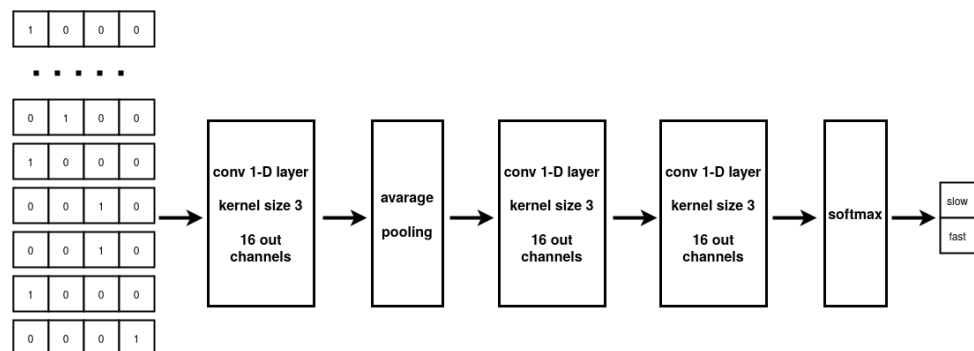 1 0 0 0
. . . . .
0 1 0 0
1 0 0 0
0 0 1 0
0 0 1 0
1 0 0 0
0 0 0 1
conv 1-D layer
kernel size 3
16 out
channels
avarage
pooling
conv 1-D layer
kernel size 3
16 out
channels
conv 1-D layer
kernel size 3
16 out
channels
softmax
slow
fast